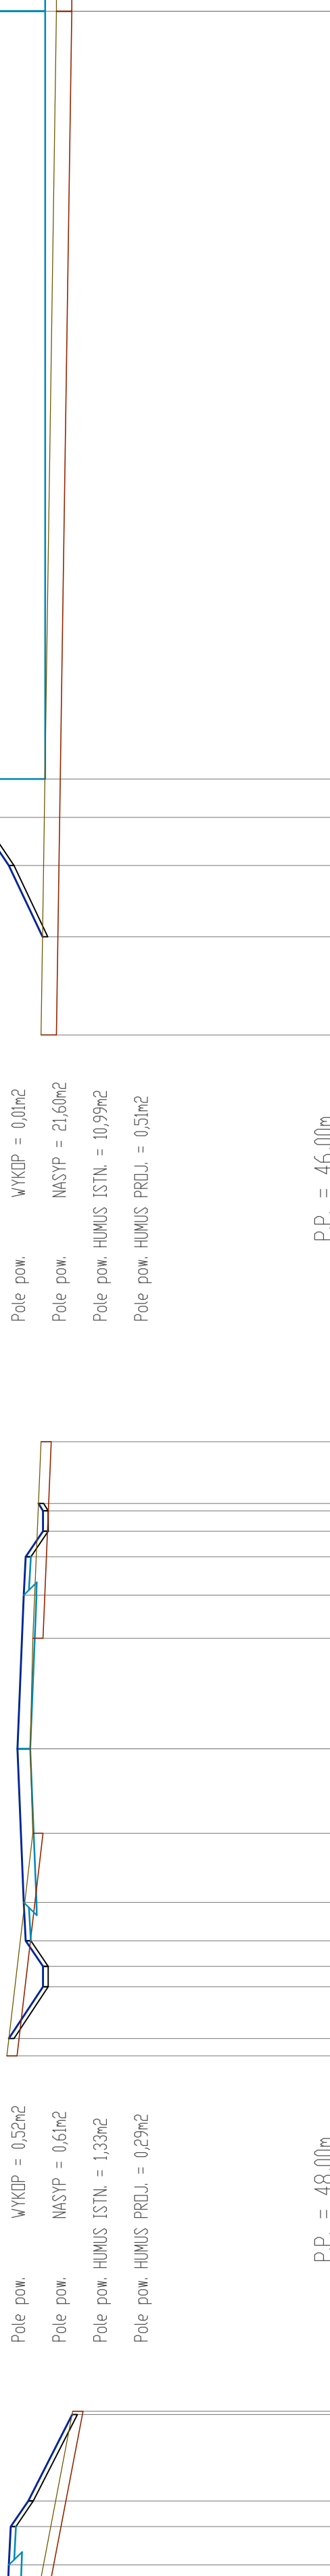 Pole pow. WYKOP = 0,01m2
Pole pow. NASYP = 21,60m2
Pole pow. HUMUS ISTN. = 10,99m2
Pole pow. HUMUS PROJ. = 0,51m2
P.P. = 46.00m
Pole pow. WYKOP = 0,52m2
Pole pow. NASYP = 0,61m2
Pole pow. HUMUS ISTN. = 1,33m2
Pole pow. HUMUS PROJ. = 0,29m2
P.P. = 48.00m